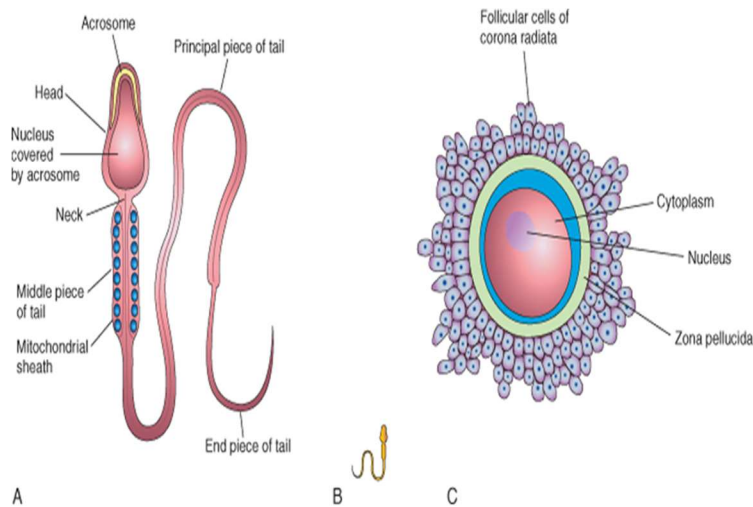 Acrosome
Principal piece of tail
Head
Nucleus
covered
by acrosome
Neck
Middle piece
of tail
Mitochondrial
sheath
End piece of tail
A
B
Follicular cells of
corona radiata
Cytoplasm
Nucleus
Zona pellucida
C